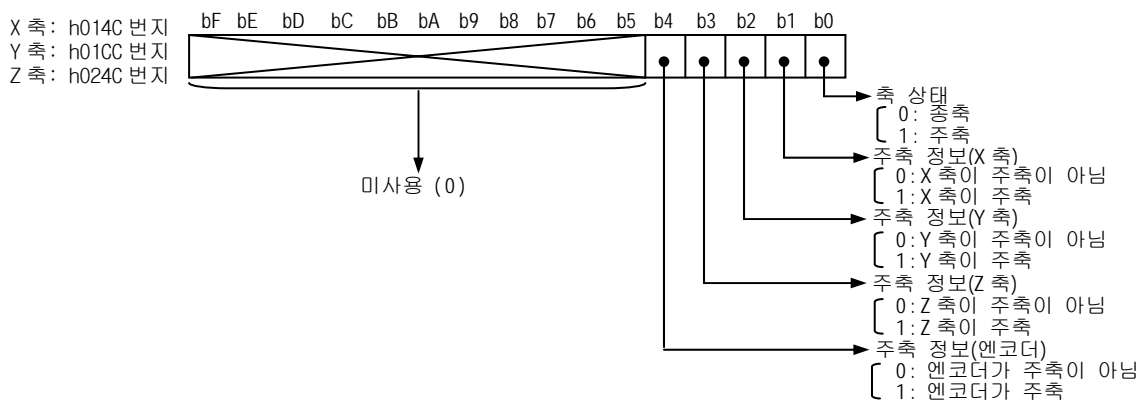 X 축: h014C 번지
Y 축: h01CC 번지
Z 축: h024C 번지
bF bE bD bC bB bA b9 b8 b7 b6 b5 b4 b3 b2 b1 b0
미사용 (0)
축 상태
0: 종축
1: 주축
주축 정보(X 축)
0:X 축이 주축이 아님
1:X 축이 주축
주축 정보(Y 축)
0:Y 축이 주축이 아님
1:Y 축이 주축
주축 정보(Z 축)
0:Z 축이 주축이 아님
1:Z 축이 주축
주축 정보(엔코더)
0: 엔코더가 주축이 아님
1: 엔코더가 주축